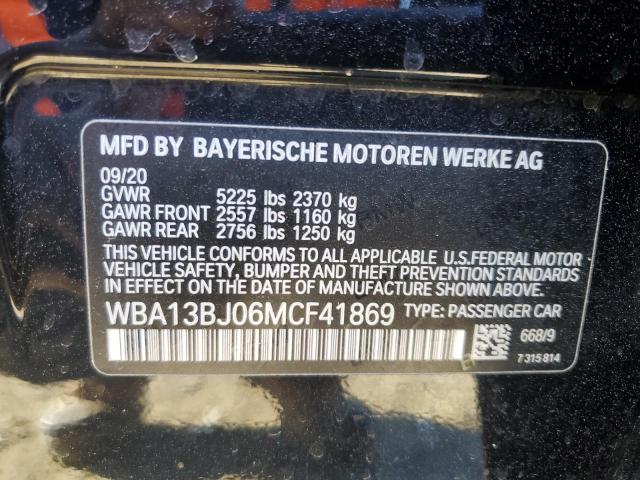 MFD BY BAYERISCHE MOTOREN WERKE AG
09/20
GVWR 5225 lbs 2370 kg
GAWR FRONT 2557 lbs 1160 kg
GAWR REAR 2756 lbs 1250 kg
THIS VEHICLE CONFORMS TO ALL APPLICABLE U.S.FEDERAL MOTOR
VEHICLE SAFETY, BUMPER AND THEFT PREVENTION STANDARDS
IN EFFECT ON THE DATE OF MANUFACTURE SHOWN ABOVE.
WBA13BJ06MCF41869 TYPE: PASSENGER CAR
668/9
7 315 814